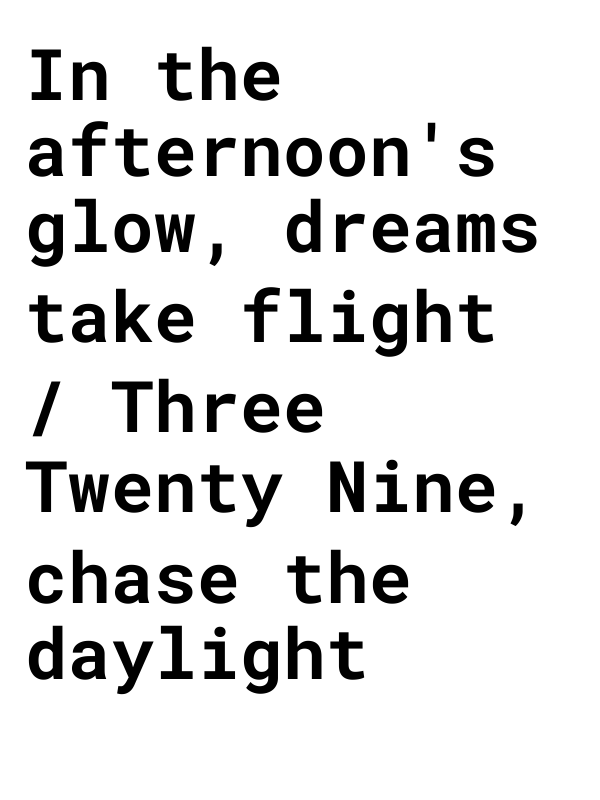 In the
afternoon's
glow, dreams
take flight
/ Three
Twenty Nine,
chase the
daylight